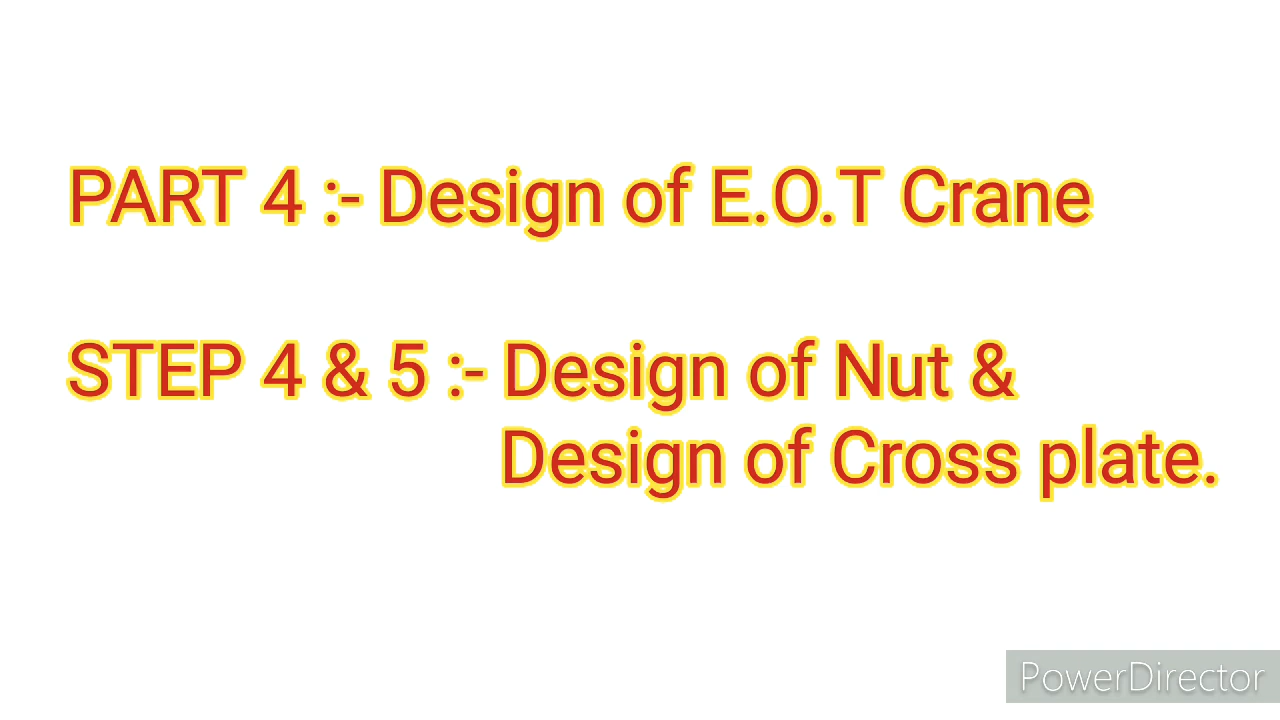 PART 4 :- Design of E.O.T Crane
STEP 4 & 5 :- Design of Nut &
Design of Cross plate.
PowerDirector